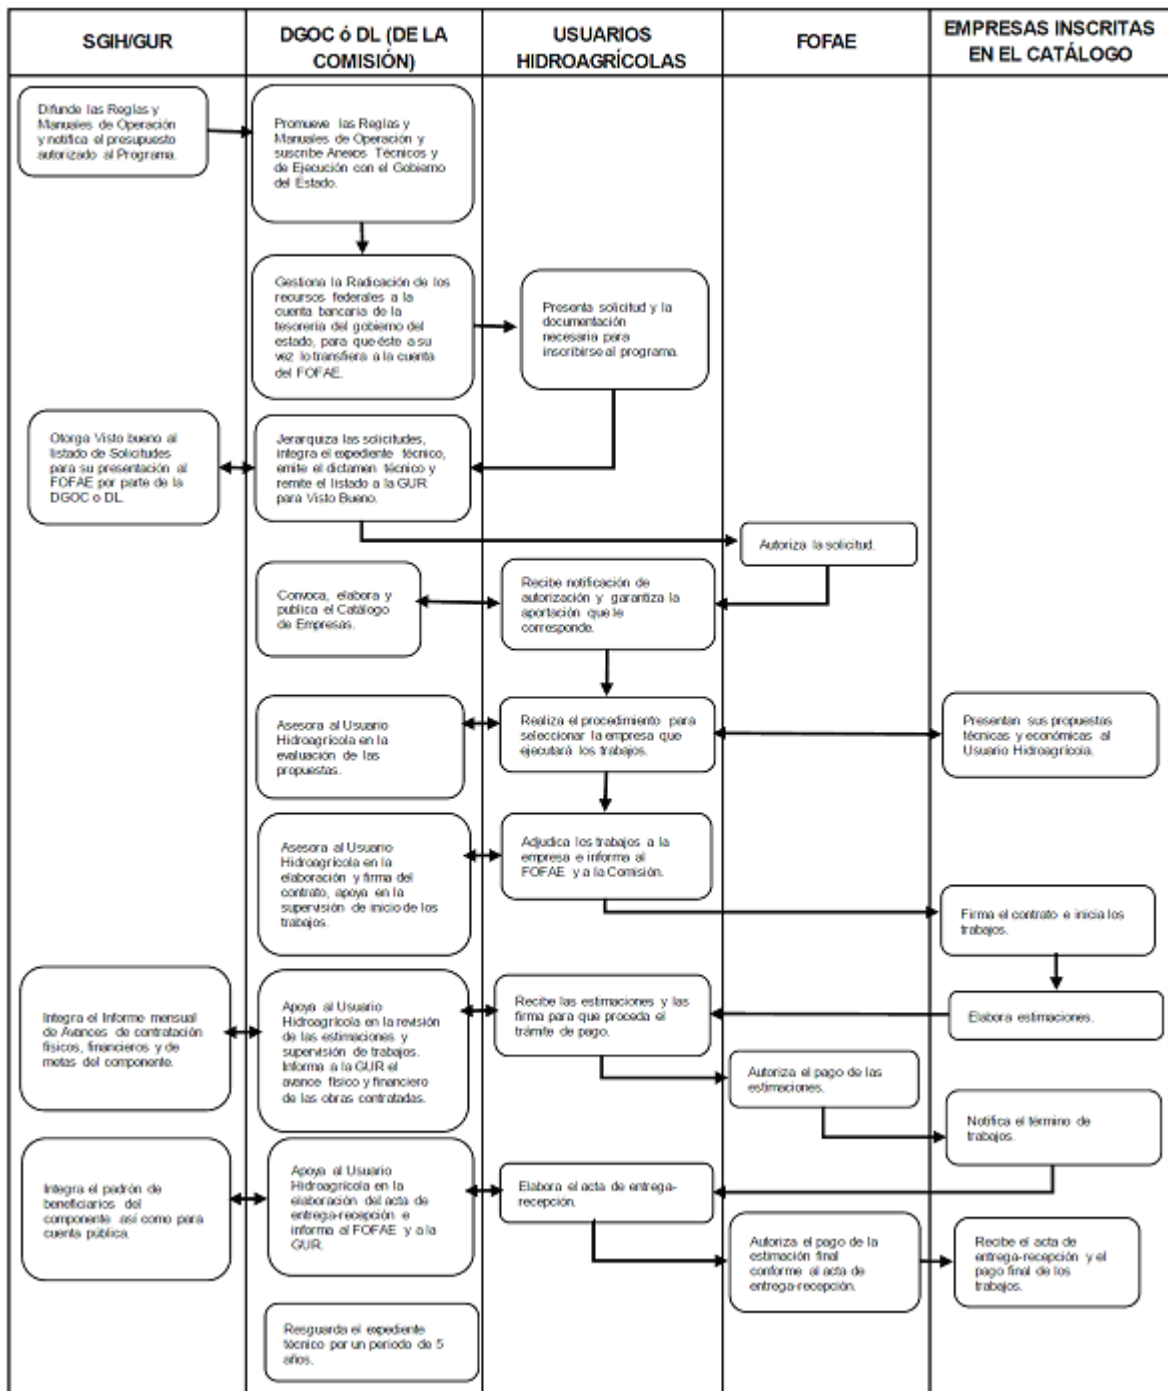 SGIH/GUR
DGOC ó DL (DE LA
COMISIÓN)
USUARIOS
HIDROAGRÍCOLAS
FOFAE
EMPRESAS INSCRITAS
EN EL CATÁLOGO
Difunde las Reglas y
Manuales de Operación
y notifica el presupuesto
autorizado al Programa.
Promueve las Reglas y
Manuales de Operación y
suscribe Anexos Técnicos y
de Ejecución con el Gobierno
del Estado.
Gestiona la Radicación de los
recursos federales a la
cuenta bancaria de la
tesorería del gobierno del
estado, para que éste a su
vez lo transfiera a la cuenta
del FOFAE.
Presenta solicitud y la
documentación
necesaria para
inscribirse al programa.
Otorga Visto bueno al
listado de Solicitudes
para su presentación al
FOFAE por parte de la
DGOC o DL.
Jerarquiza las solicitudes,
integra el expediente técnico,
emite el dictamen técnico y
remite el listado a la GUR
para Visto Bueno.
Autoriza la solicitud.
Convoca, elabora y
publica el Catálogo
de Empresas.
Recibe notificación de
autorización y garantiza la
aportación que le
corresponde.
Asesora al Usuario
Hidroagrícola en la
evaluación de las
propuestas.
Realiza el procedimiento para
seleccionar la empresa que
ejecutará los trabajos.
Presentan sus propuestas
técnicas y económicas al
Usuario Hidroagrícola.
Asesora al Usuario
Hidroagrícola en la
elaboración y firma del
contrato, apoya en la
supervisión de inicio de los
trabajos.
Adjudica los trabajos a la
empresa e informa al
FOFAE y a la Comisión.
Firma el contrato e inicia los
trabajos.
Integra el Informe mensual
de Avances de contratación
físicos, financieros y de
metas del componente.
Apoya al Usuario
Hidroagrícola en la revisión
de las estimaciones y
supervisión de trabajos.
Informa a la GUR el
avance físico y financiero
de las obras contratadas.
Recibe las estimaciones y las
firma para que proceda el
trámite de pago.
Elabora estimaciones.
Autoriza el pago de las
estimaciones.
Notifica el término de
trabajos.
Integra el padrón de
beneficiarios del
componente así como para
cuenta pública.
Apoya al Usuario
Hidroagrícola en la
elaboración del acta de
entrega-recepción e
informa al FOFAE y a la
GUR.
Elabora el acta de entrega-
recepción.
Autoriza el pago de la
estimación final
conforme al acta de
entrega-recepción.
Recibe el acta de
entrega-recepción y el
pago final de los
trabajos.
Resguarda el expediente
técnico por un periodo de 5
años.